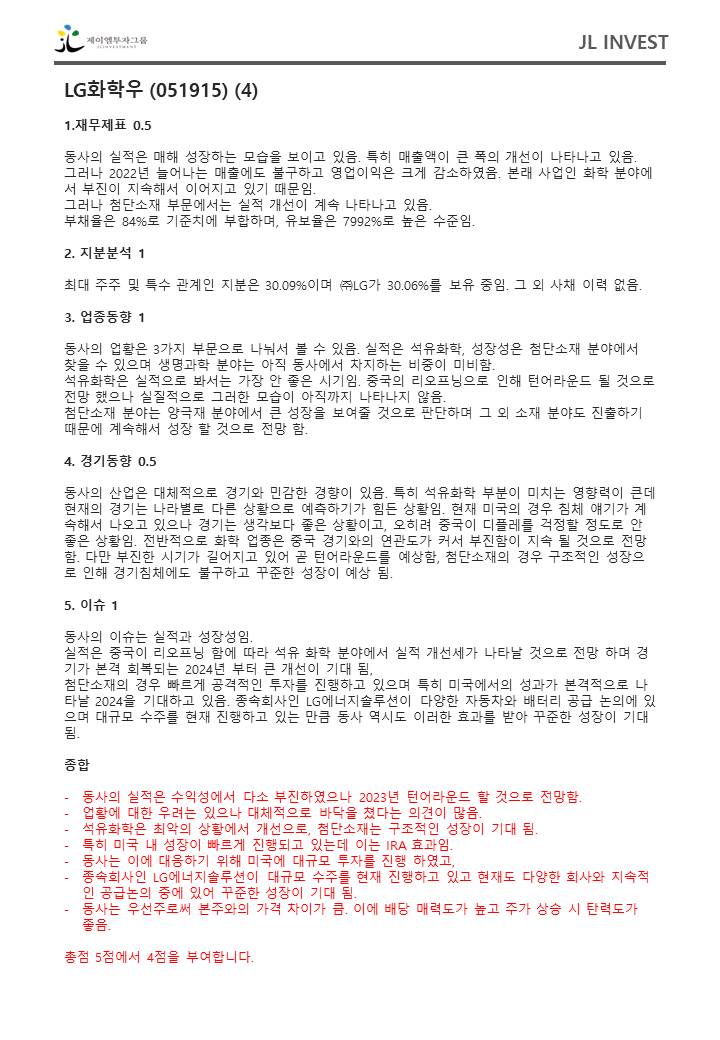 제이엘투자그룹
JLINVESTMENT
JL INVEST
LG화학우 (051915) (4)
1.재무제표 0.5
동사의 실적은 매해 성장하는 모습을 보이고 있음. 특히 매출액이 큰 폭의 개선이 나타나고 있음.
그러나 2022년 늘어나는 매출에도 불구하고 영업이익은 크게 감소하였음. 본래 사업인 화학 분야에
서 부진이 지속해서 이어지고 있기 때문임.
그러나 첨단소재 부문에서는 실적 개선이 계속 나타나고 있음.
부채율은 84%로 기준치에 부합하며, 유보율은 7992%로 높은 수준임.
2. 지분분석 1
최대 주주 및 특수 관계인 지분은 30.09%이며 ㈜LG가 30.06%를 보유 중임. 그 외 사채 이력 없음.
3. 업종동향 1
동사의 업황은 3가지 부문으로 나눠서 볼 수 있음. 실적은 석유화학, 성장성은 첨단소재 분야에서
찾을 수 있으며 생명과학 분야는 아직 동사에서 차지하는 비중이 미비함.
석유화학은 실적으로 봐서는 가장 안 좋은 시기임. 중국의 리오프닝으로 인해 턴어라운드 될 것으로
전망 했으나 실질적으로 그러한 모습이 아직까지 나타나지 않음.
첨단소재 분야는 양극재 분야에서 큰 성장을 보여줄 것으로 판단하며 그 외 소재 분야도 진출하기
때문에 계속해서 성장 할 것으로 전망 함.
4. 경기동향 0.5
동사의 산업은 대체적으로 경기와 민감한 경향이 있음. 특히 석유화학 부분이 미치는 영향력이 큰데
현재의 경기는 나라별로 다른 상황으로 예측하기가 힘든 상황임. 현재 미국의 경우 침체 얘기가 계
속해서 나오고 있으나 경기는 생각보다 좋은 상황이고, 오히려 중국이 디플레를 걱정할 정도로 안
좋은 상황임. 전반적으로 화학 업종은 중국 경기와의 연관도가 커서 부진함이 지속 될 것으로 전망
함. 다만 부진한 시기가 길어지고 있어 곧 턴어라운드를 예상함, 첨단소재의 경우 구조적인 성장으
로 인해 경기침체에도 불구하고 꾸준한 성장이 예상 됨.
5. 이슈 1
동사의 이슈는 실적과 성장성임.
실적은 중국이 리오프닝 함에 따라 석유 화학 분야에서 실적 개선세가 나타날 것으로 전망 하며 경
기가 본격 회복되는 2024년 부터 큰 개선이 기대 됨,
첨단소재의 경우 빠르게 공격적인 투자를 진행하고 있으며 특히 미국에서의 성과가 본격적으로 나
타날 2024을 기대하고 있음. 종속회사인 LG에너지솔루션이 다양한 자동차와 배터리 공급 논의에 있
으며 대규모 수주를 현재 진행하고 있는 만큼 동사 역시도 이러한 효과를 받아 꾸준한 성장이 기대
됨.
종합
- 동사의 실적은 수익성에서 다소 부진하였으나 2023년 턴어라운드 할 것으로 전망함.
- 업황에 대한 우려는 있으나 대체적으로 바닥을 쳤다는 의견이 많음.
- 석유화학은 최악의 상황에서 개선으로, 첨단소재는 구조적인 성장이 기대 됨.
- 특히 미국 내 성장이 빠르게 진행되고 있는데 이는 IRA 효과임.
- 동사는 이에 대응하기 위해 미국에 대규모 투자를 진행 하였고,
- 종속회사인 LG에너지솔루션이 대규모 수주를 현재 진행하고 있고 현재도 다양한 회사와 지속적
인 공급논의 중에 있어 꾸준한 성장이 기대 됨.
- 동사는 우선주로써 본주와의 가격 차이가 큼. 이에 배당 매력도가 높고 주가 상승 시 탄력도가
좋음.
총점 5점에서 4점을 부여합니다.